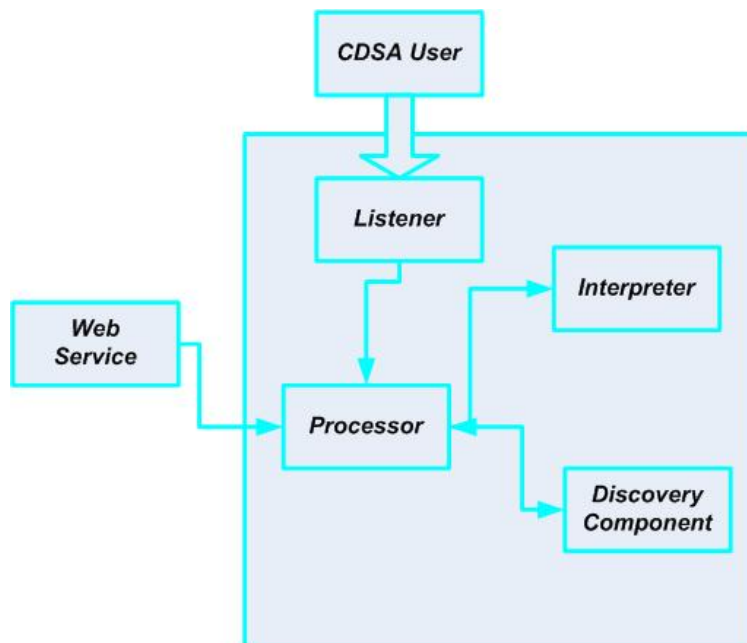 CDSA User
Listener
Interpreter
Web
Service
Processor
Discovery
Component